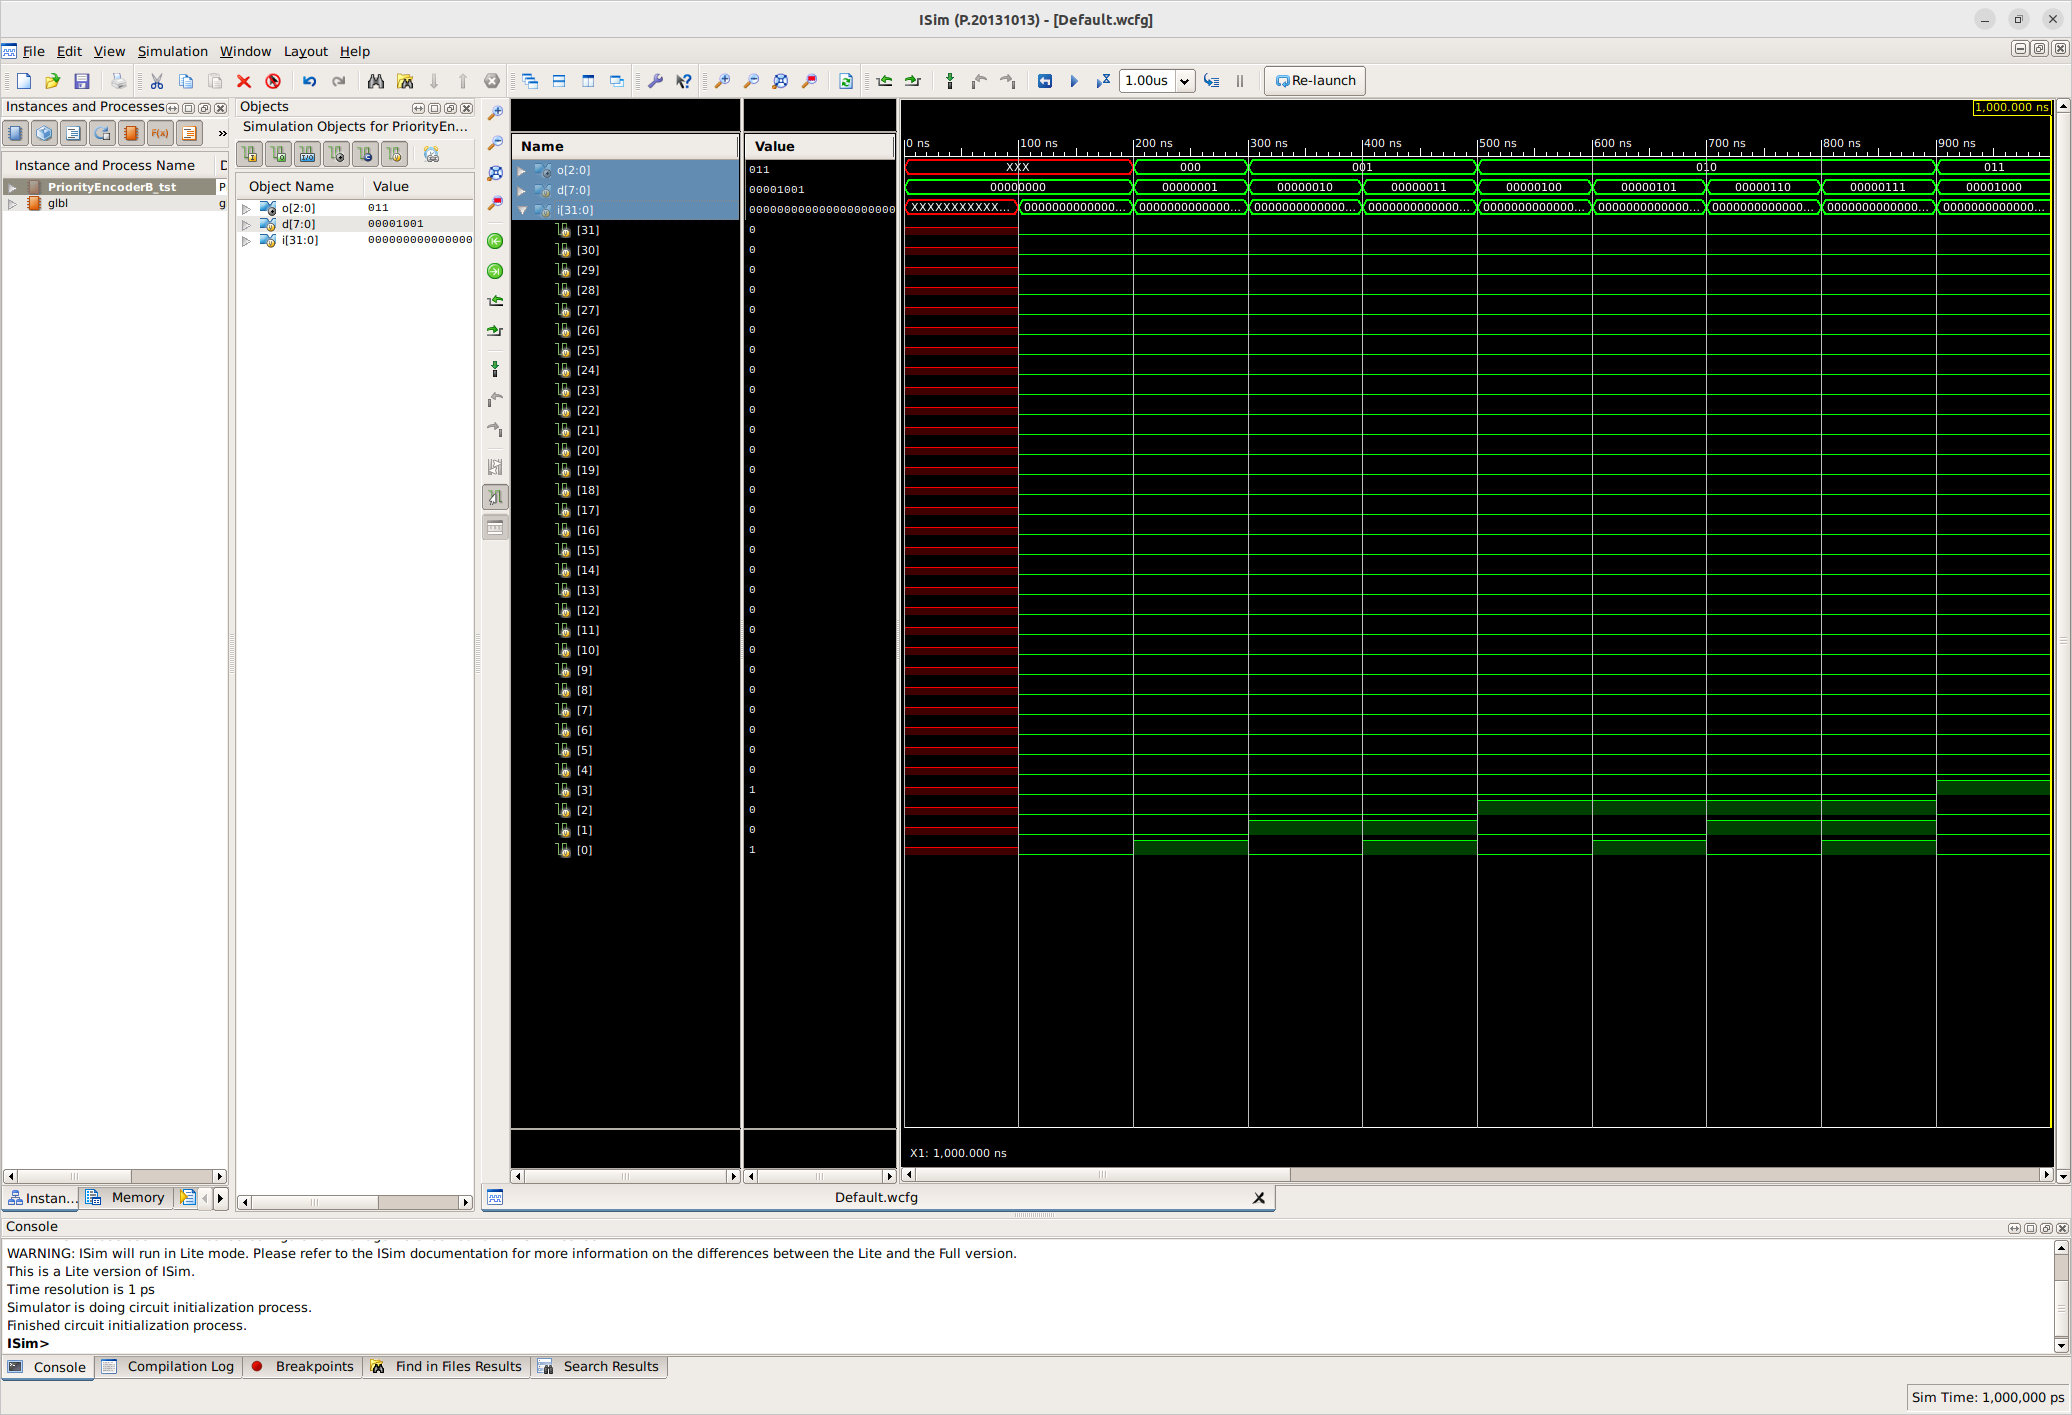 ISim (P.20131013) - [Default.wcfg]
File Edit View Simulation Window Layout Help
1.00us
Re-launch
Instances and Processes
Instance and Process Name D
PriorityEncoderB_tst P
glbl g
Instan... Memory
Objects
Simulation Objects for PriorityEn...
Object Name Value
o[2:0] 011
d[7:0] 00001001
i[31:0] 000000000000000
Name Value
o[2:0] 011
d[7:0] 00001001
i[31:0] 000000000000000000000000
[31] 0
[30] 0
[29] 0
[28] 0
[27] 0
[26] 0
[25] 0
[24] 0
[23] 0
[22] 0
[21] 0
[20] 0
[19] 0
[18] 0
[17] 0
[16] 0
[15] 0
[14] 0
[13] 0
[12] 0
[11] 0
[10] 0
[9] 0
[8] 0
[7] 0
[6] 0
[5] 0
[4] 0
[3] 1
[2] 0
[1] 0
[0] 1
1,000.000 ns
0 ns 100 ns 200 ns 300 ns 400 ns 500 ns 600 ns 700 ns 800 ns 900 ns
XXX 000 001 010 011
00000000 00000001 00000010 00000011 00000100 00000101 00000110 00000111 00001000
XXXXXXXXXXX... 0000000000000... 0000000000000... 0000000000000... 0000000000000... 0000000000000... 0000000000000... 0000000000000... 0000000000000... 0000000000000...
X1: 1,000.000 ns
Default.wcfg
Console
WARNING: ISim will run in Lite mode. Please refer to the ISim documentation for more information on the differences between the Lite and the Full version.
This is a Lite version of ISim.
Time resolution is 1 ps
Simulator is doing circuit initialization process.
Finished circuit initialization process.
ISim>
Console Compilation Log Breakpoints Find in Files Results Search Results
Sim Time: 1,000,000 ps